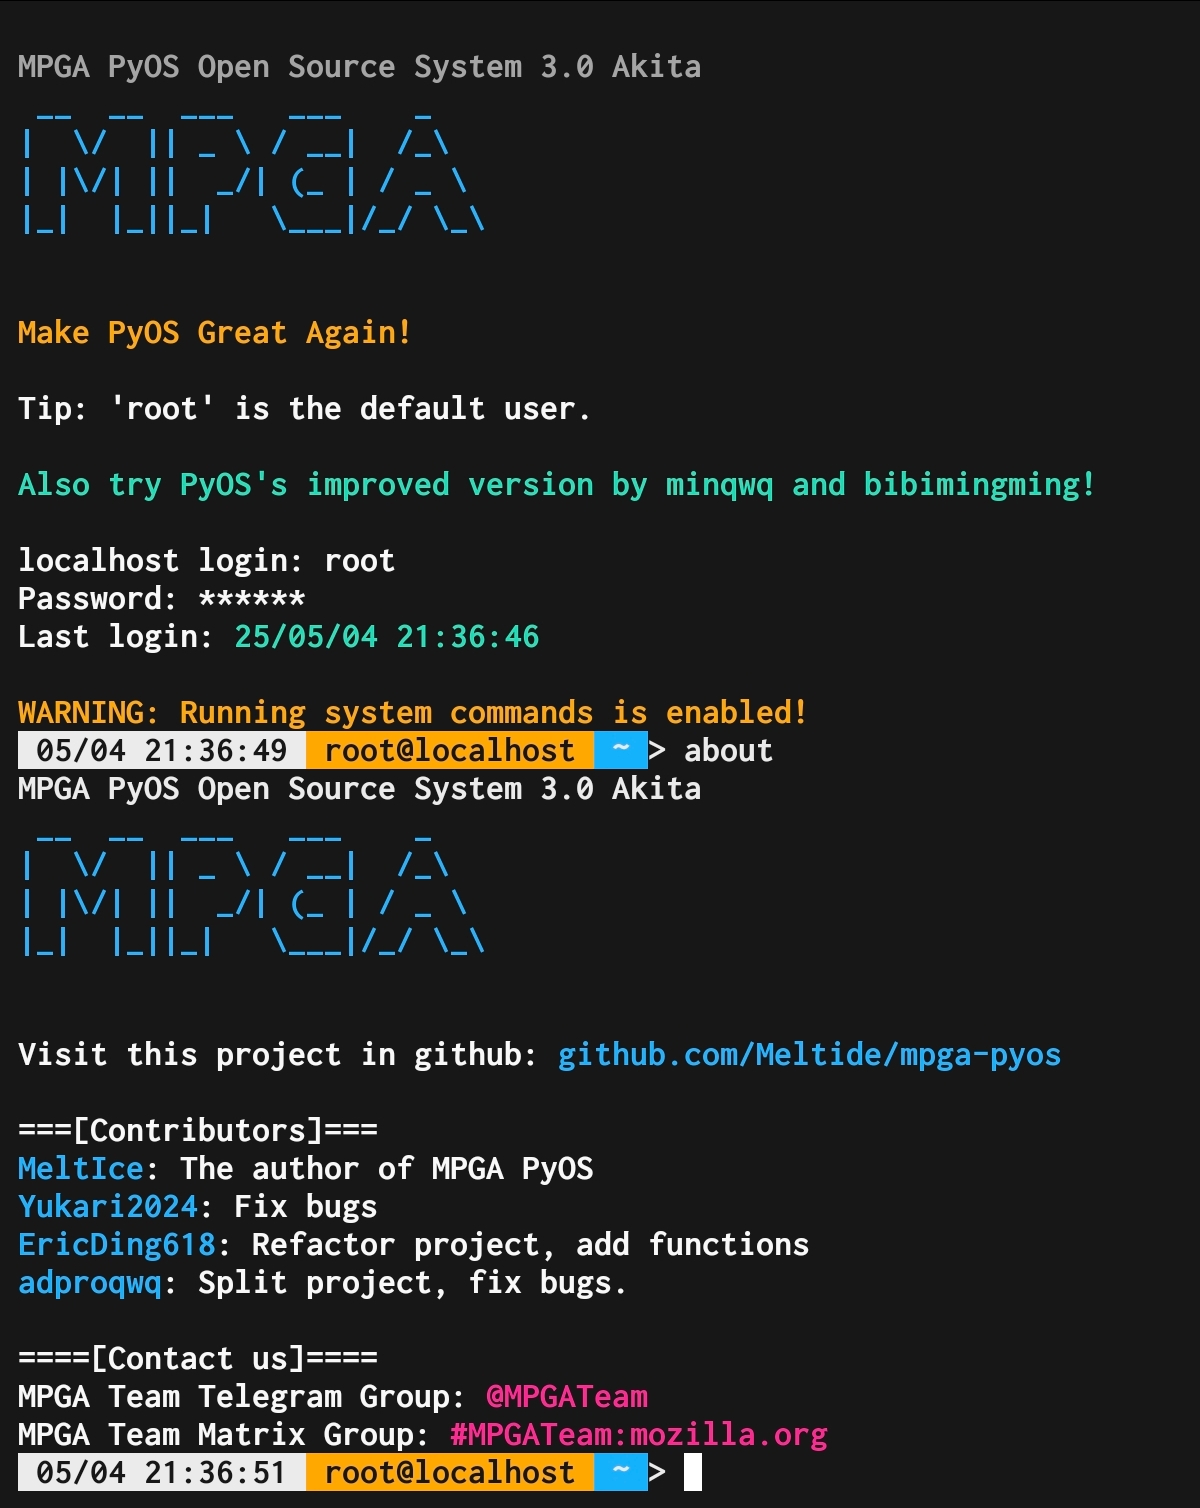 MPGA PyOS Open Source System 3.0 Akita
 __  __  ___   ___    _
|  \/  || _ \ / __|  /_\
| |\/| ||  _/| (_ | / _ \
|_|  |_||_|   \___|/_/ \_\
Make PyOS Great Again!
Tip: 'root' is the default user.
Also try PyOS's improved version by minqwq and bibimingming!
localhost login: root
Password: ******
Last login: 25/05/04 21:36:46
WARNING: Running system commands is enabled!
05/04 21:36:49 root@localhost ~> about
MPGA PyOS Open Source System 3.0 Akita
 __  __  ___   ___    _
|  \/  || _ \ / __|  /_\
| |\/| ||  _/| (_ | / _ \
|_|  |_||_|   \___|/_/ \_\
Visit this project in github: github.com/Meltide/mpga-pyos
===[Contributors]===
MeltIce: The author of MPGA PyOS
Yukari2024: Fix bugs
EricDing618: Refactor project, add functions
adproqwq: Split project, fix bugs.
====[Contact us]====
MPGA Team Telegram Group: @MPGATeam
MPGA Team Matrix Group: #MPGATeam:mozilla.org
05/04 21:36:51 root@localhost ~>